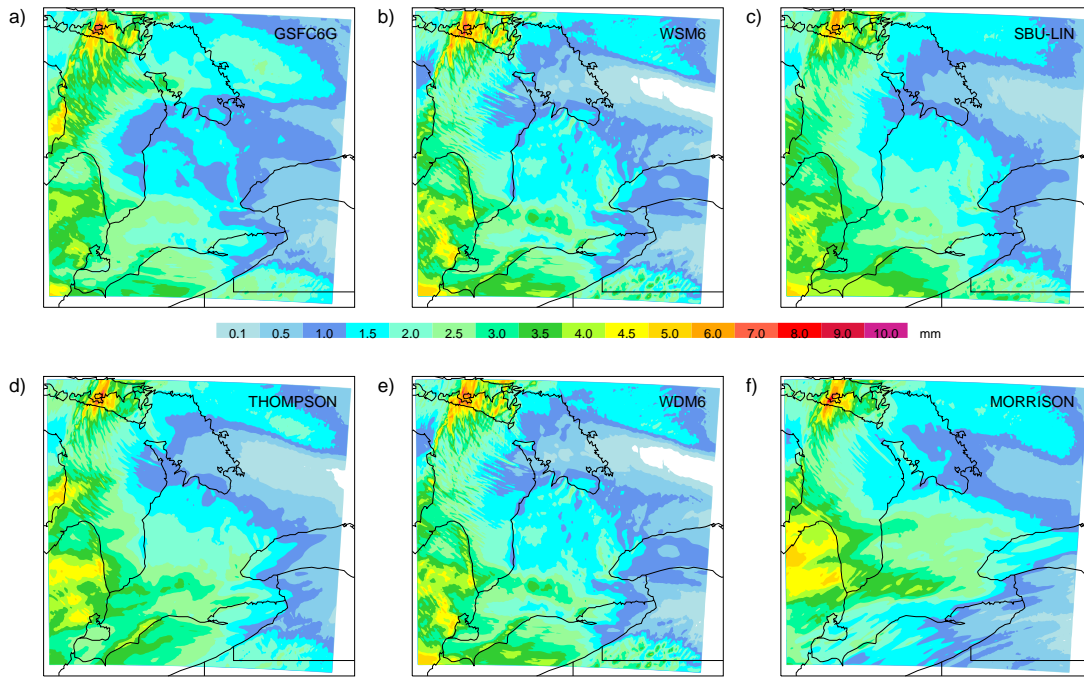 a) GSFC6G
b) WSM6
c) SBU-LIN
0.1 0.5 1.0 1.5 2.0 2.5 3.0 3.5 4.0 4.5 5.0 6.0 7.0 8.0 9.0 10.0 mm
d) THOMPSON
e) WDM6
f) MORRISON